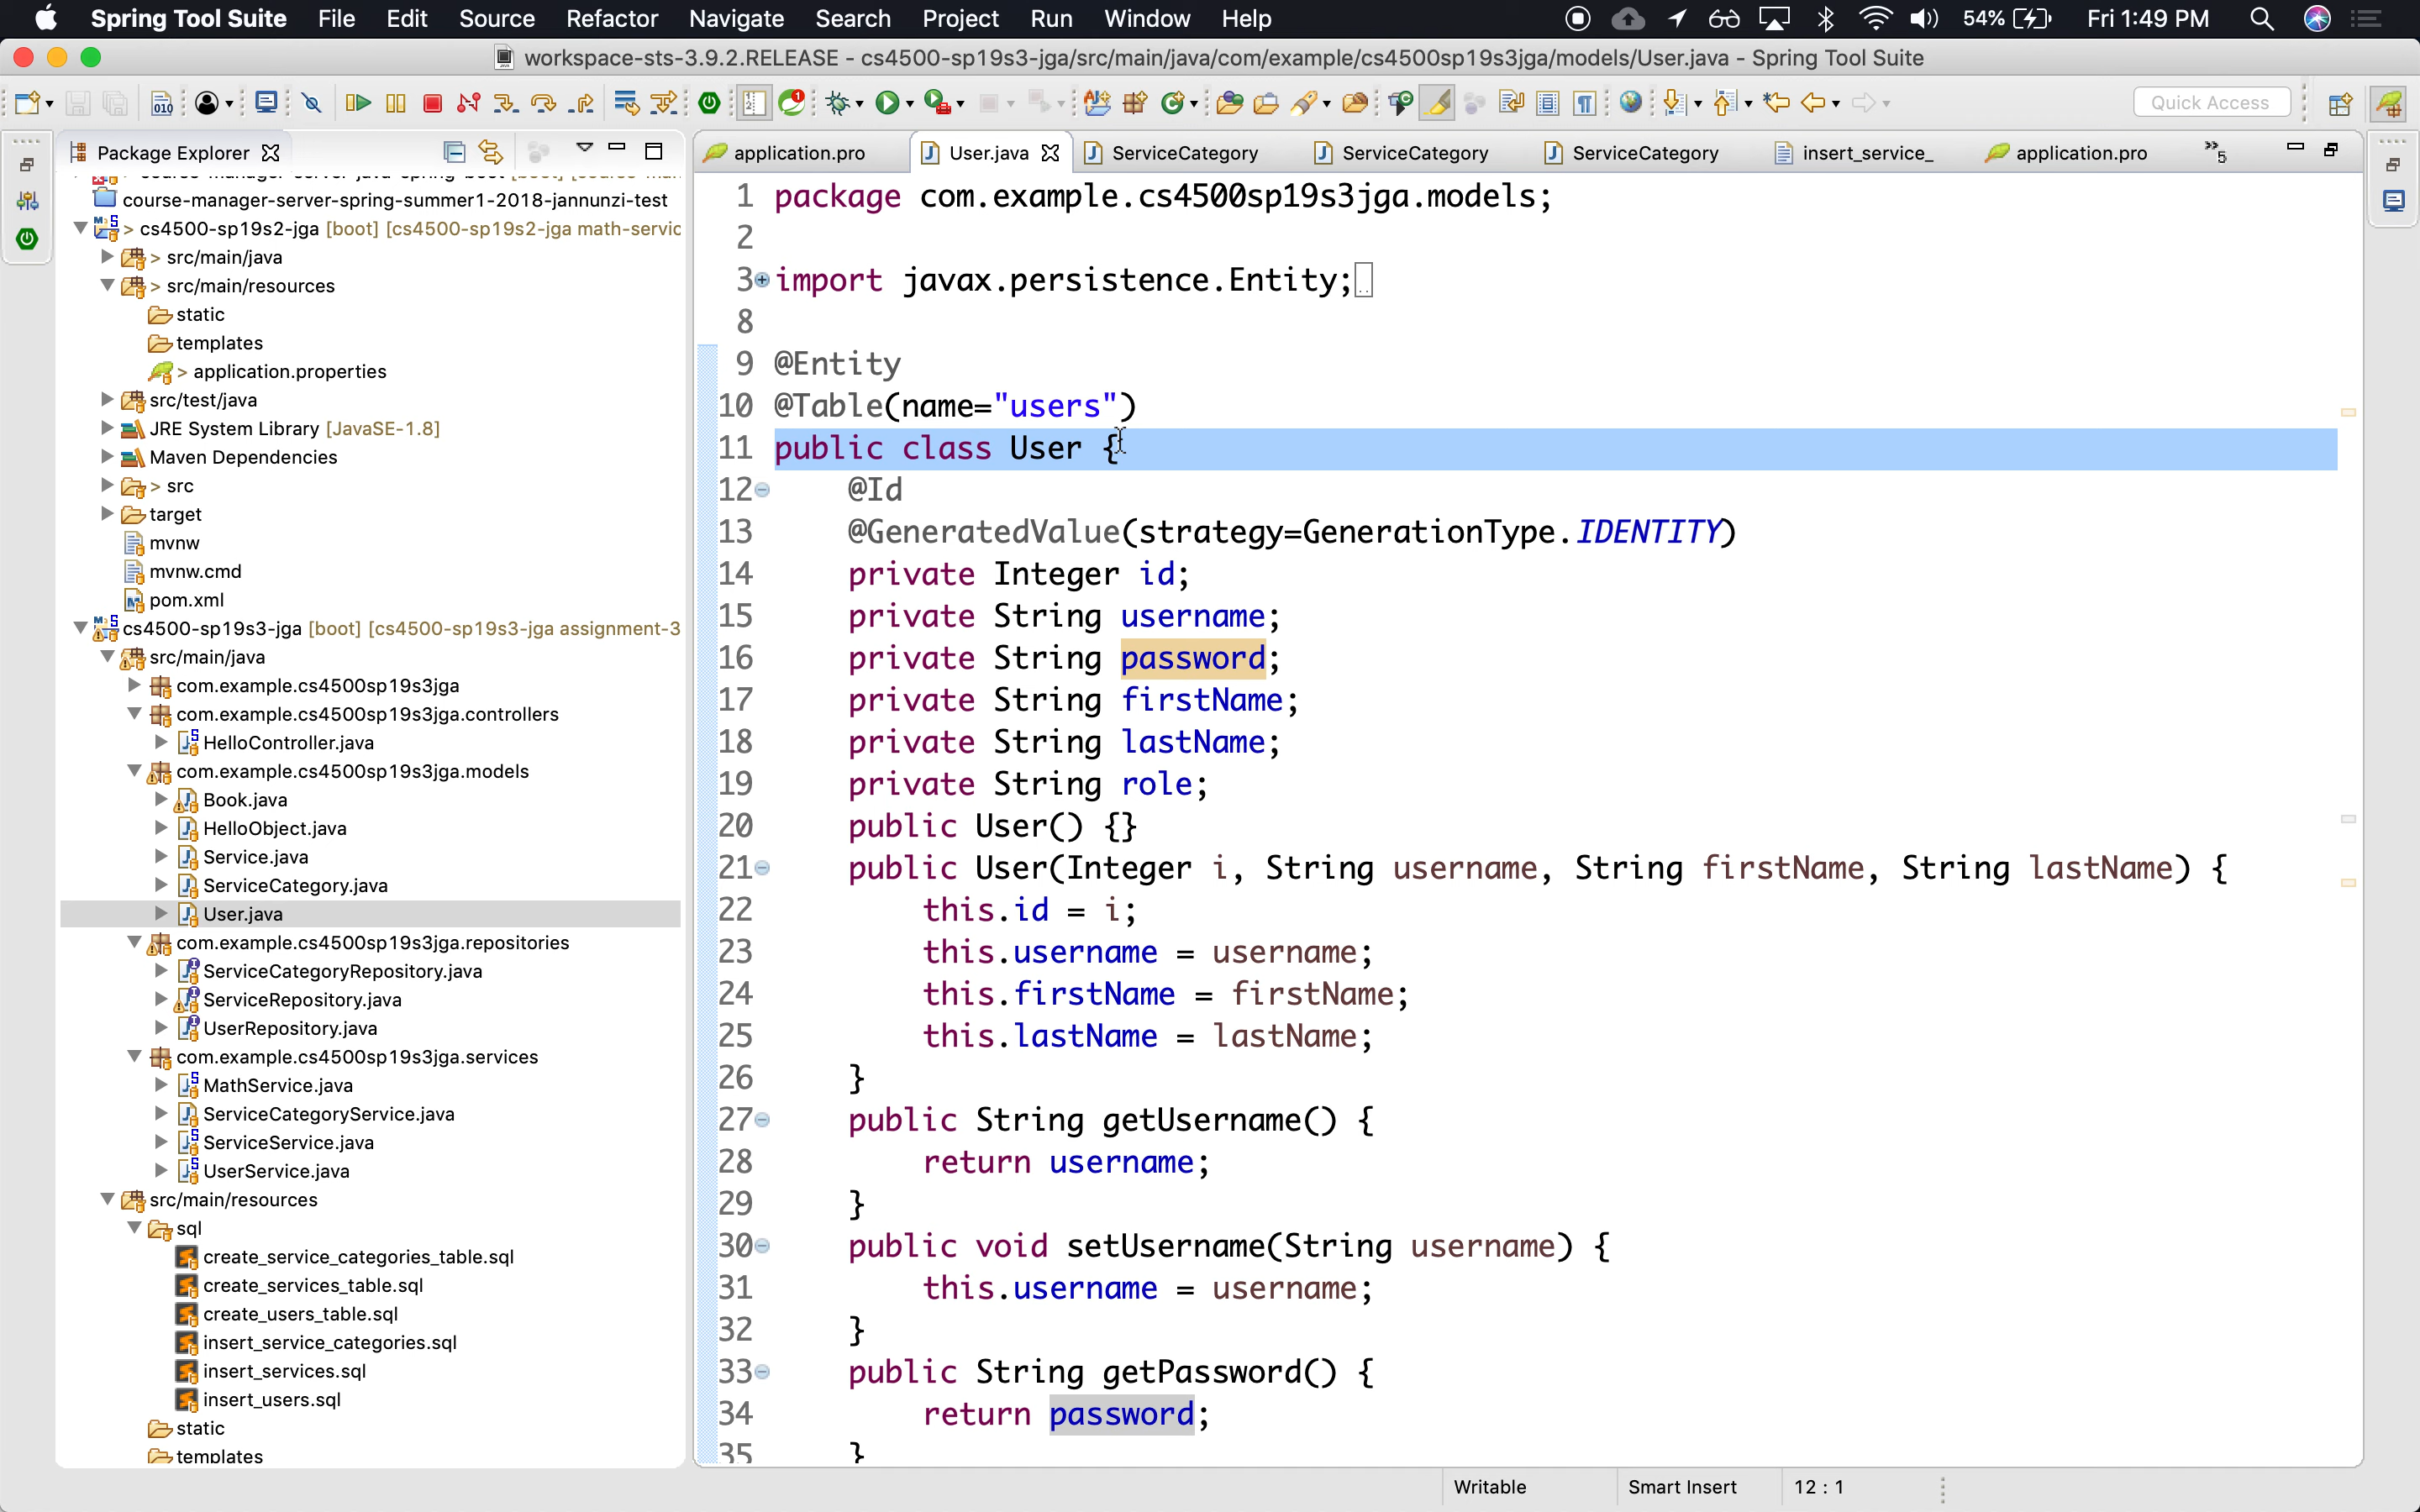 Spring Tool Suite File Edit Source Refactor Navigate Search Project Run Window Help 54% Fri 1:49 PM
workspace-sts-3.9.2.RELEASE - cs4500-sp19s3-jga/src/main/java/com/example/cs4500sp19s3jga/models/User.java - Spring Tool Suite
Quick Access
Package Explorer
course-manager-server-spring-summer1-2018-jannunzi-test
> cs4500-sp19s2-jga [boot] [cs4500-sp19s2-jga math-servic
> src/main/java
> src/main/resources
static
templates
> application.properties
src/test/java
JRE System Library [JavaSE-1.8]
Maven Dependencies
> src
target
mvnw
mvnw.cmd
pom.xml
cs4500-sp19s3-jga [boot] [cs4500-sp19s3-jga assignment-3
src/main/java
com.example.cs4500sp19s3jga
com.example.cs4500sp19s3jga.controllers
HelloController.java
com.example.cs4500sp19s3jga.models
Book.java
HelloObject.java
Service.java
ServiceCategory.java
User.java
com.example.cs4500sp19s3jga.repositories
ServiceCategoryRepository.java
ServiceRepository.java
UserRepository.java
com.example.cs4500sp19s3jga.services
MathService.java
ServiceCategoryService.java
ServiceService.java
UserService.java
src/main/resources
sql
create_service_categories_table.sql
create_services_table.sql
create_users_table.sql
insert_service_categories.sql
insert_services.sql
insert_users.sql
static
templates
application.pro User.java ServiceCategory ServiceCategory ServiceCategory insert_service_ application.pro »5
1 package com.example.cs4500sp19s3jga.models;
2
3 import javax.persistence.Entity;
8
9 @Entity
10 @Table(name="users")
11 public class User {
12 @Id
13 @GeneratedValue(strategy=GenerationType.IDENTITY)
14 private Integer id;
15 private String username;
16 private String password;
17 private String firstName;
18 private String lastName;
19 private String role;
20 public User() {}
21 public User(Integer i, String username, String firstName, String lastName) {
22 this.id = i;
23 this.username = username;
24 this.firstName = firstName;
25 this.lastName = lastName;
26 }
27 public String getUsername() {
28 return username;
29 }
30 public void setUsername(String username) {
31 this.username = username;
32 }
33 public String getPassword() {
34 return password;
35 }
Writable Smart Insert 12 : 1